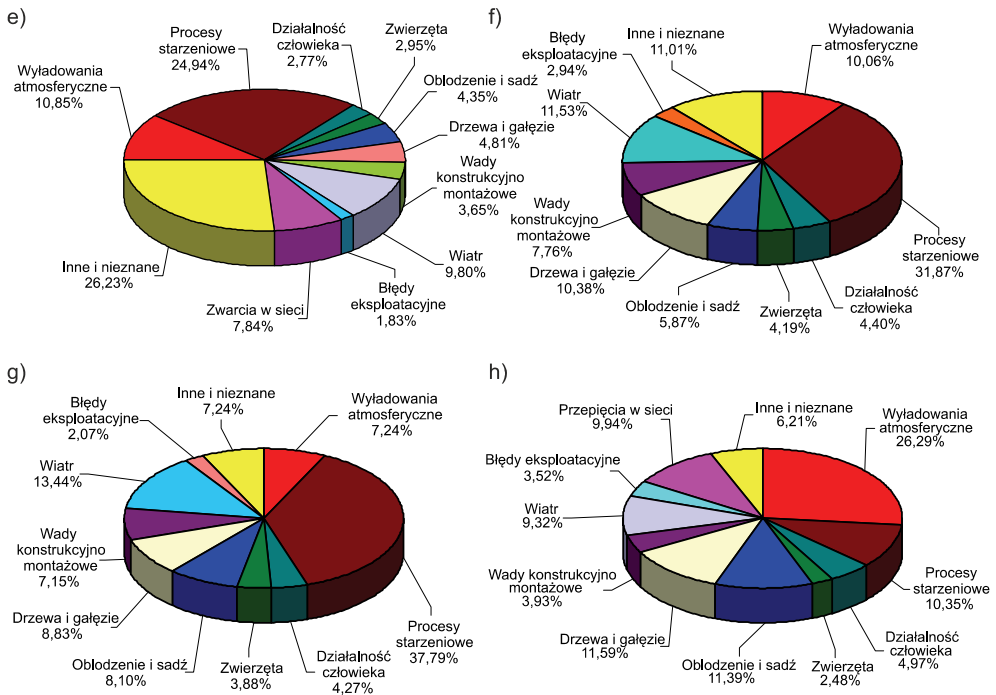 e)
Procesy
starzeniowe
24,94%
Działalność
człowieka
2,77%
Zwierzęta
2,95%
Oblodzenie i sadź
4,35%
Drzewa i gałęzie
4,81%
Wady
konstrukcyjno
montażowe
3,65%
Wiatr
9,80%
Błędy
eksploatacyjne
1,83%
Zwarcia w sieci
7,84%
Inne i nieznane
26,23%
Wyładowania
atmosferyczne
10,85%
f)
Inne i nieznane
11,01%
Wyładowania
atmosferyczne
10,06%
Procesy
starzeniowe
31,87%
Działalność
człowieka
4,40%
Zwierzęta
4,19%
Oblodzenie i sadź
5,87%
Drzewa i gałęzie
10,38%
Wady
konstrukcyjno
montażowe
7,76%
Wiatr
11,53%
Błędy
eksploatacyjne
2,94%
g)
Inne i nieznane
7,24%
Wyładowania
atmosferyczne
7,24%
Procesy
starzeniowe
37,79%
Działalność
człowieka
4,27%
Zwierzęta
3,88%
Oblodzenie i sadź
8,10%
Drzewa i gałęzie
8,83%
Wady
konstrukcyjno
montażowe
7,15%
Wiatr
13,44%
Błędy
eksploatacyjne
2,07%
h)
Przepięcia w sieci
9,94%
Inne i nieznane
6,21%
Wyładowania
atmosferyczne
26,29%
Procesy
starzeniowe
10,35%
Działalność
człowieka
4,97%
Zwierzęta
2,48%
Oblodzenie i sadź
11,39%
Drzewa i gałęzie
11,59%
Wady konstrukcyjno
montażowe
3,93%
Wiatr
9,32%
Błędy eksploatacyjne
3,52%